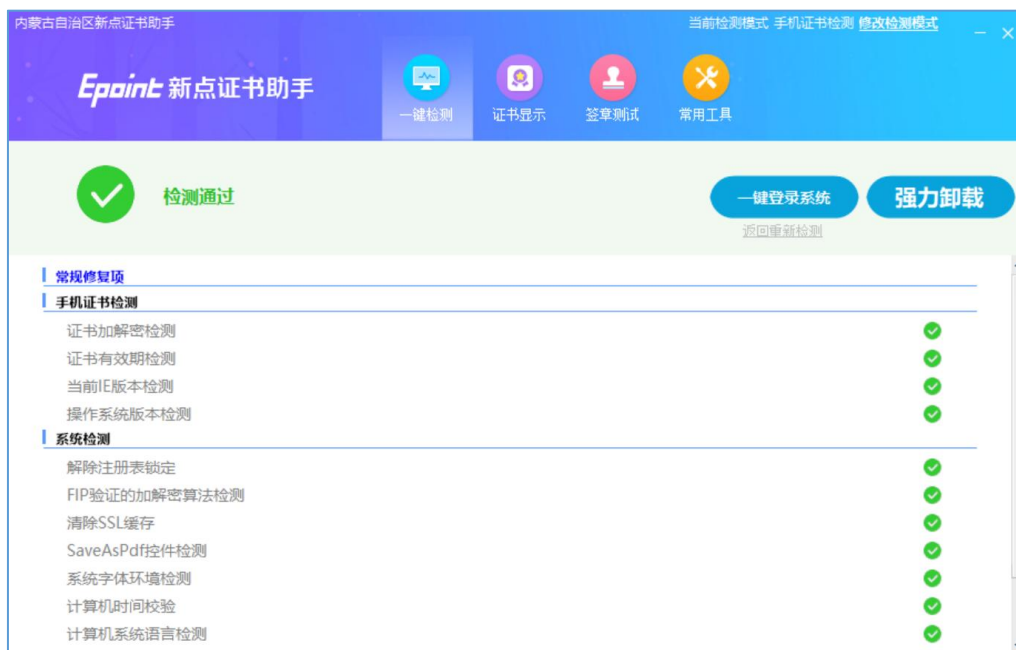 内蒙古自治区新点证书助手
当前检测模式 手机证书检测 修改检测模式
Epoint 新点证书助手
一键检测 证书显示 签章测试 常用工具
检测通过
一键登录系统 强力卸载
返回重新检测
常规修复项
手机证书检测
证书加解密检测
证书有效期检测
当前IE版本检测
操作系统版本检测
系统检测
解除注册表锁定
FIP验证的加解密算法检测
清除SSL缓存
SaveAsPdf控件检测
系统字体环境检测
计算机时间校验
计算机系统语言检测